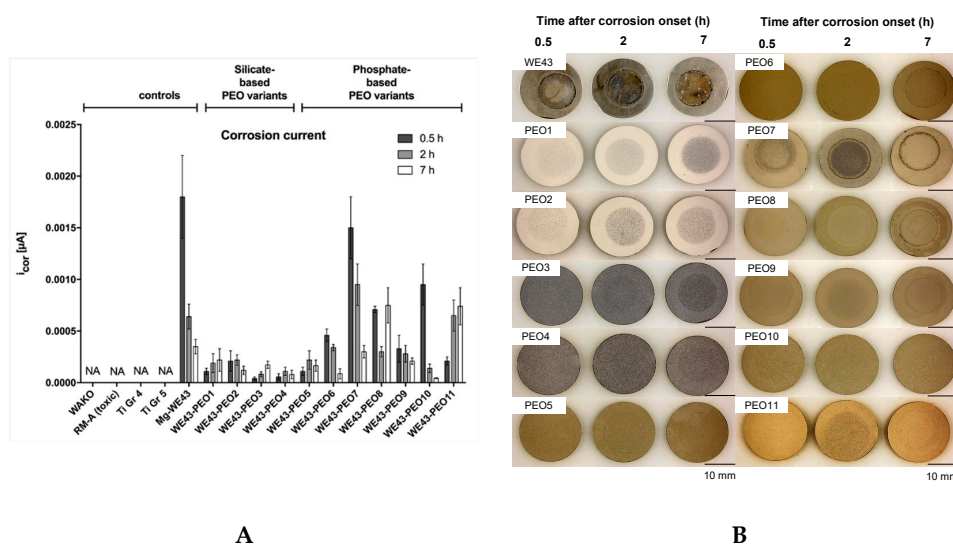 Silicate-
based
PEO variants
Phosphate-
based
PEO variants
controls
Corrosion current
0.5 h
2 h
7 h
0.0025
0.0020
0.0015
0.0010
0.0005
0.0000
i_cor [µA]
NA NA NA NA
WAKO
RM-A (toxic)
Ti Gr 4
Ti Gr 5
Mg-WE43
WE43-PEO1
WE43-PEO2
WE43-PEO3
WE43-PEO4
WE43-PEO5
WE43-PEO6
WE43-PEO7
WE43-PEO8
WE43-PEO9
WE43-PEO10
WE43-PEO11
A
Time after corrosion onset (h)
0.5 2 7
WE43
PEO1
PEO2
PEO3
PEO4
PEO5
10 mm
Time after corrosion onset (h)
0.5 2 7
PEO6
PEO7
PEO8
PEO9
PEO10
PEO11
10 mm
B